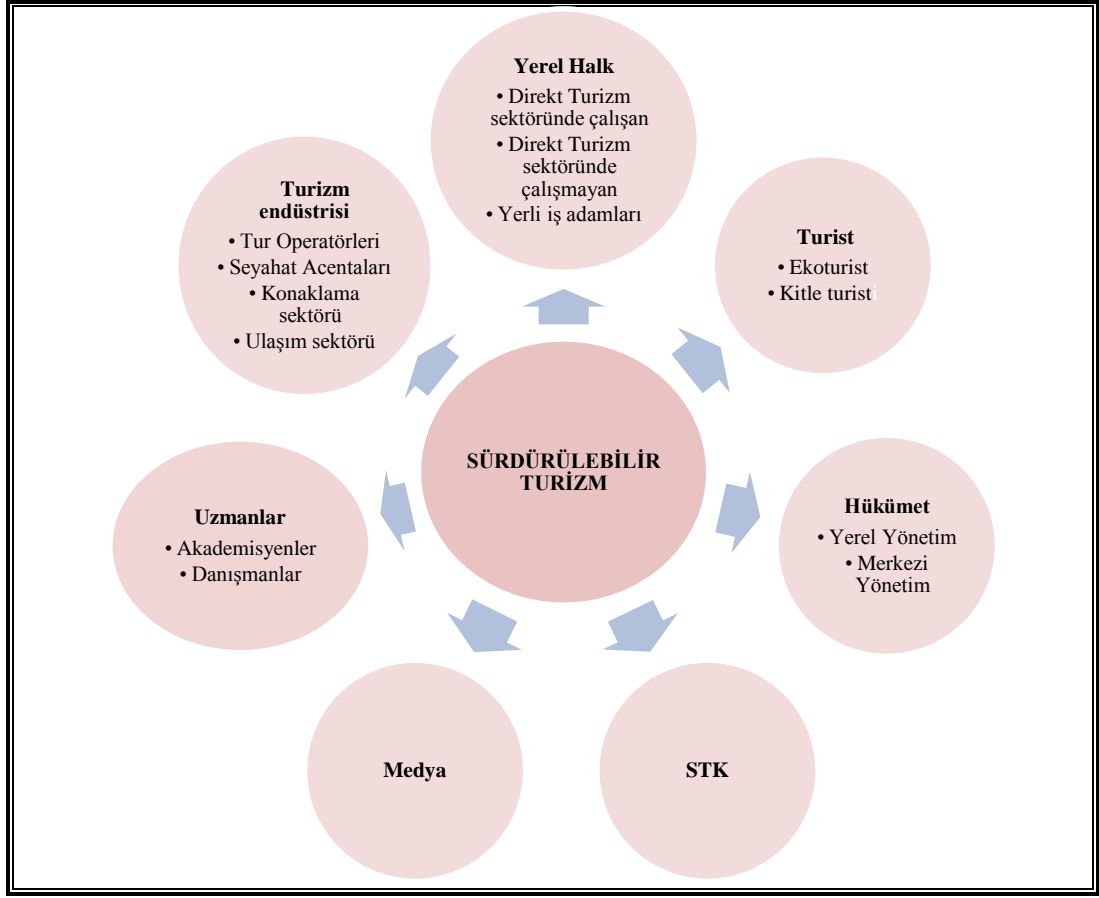 Yerel Halk
• Direkt Turizm
sektöründe çalışan
• Direkt Turizm
sektöründe
çalışmayan
• Yerli iş adamları
Turist
• Ekoturist
• Kitle turisti
Hükümet
• Yerel Yönetim
• Merkezi
Yönetim
STK
Medya
Uzmanlar
• Akademisyenler
• Danışmanlar
Turizm
endüstrisi
• Tur Operatörleri
• Seyahat Acentaları
• Konaklama
sektörü
• Ulaşım sektörü
SÜRDÜRÜLEBİLİR
TURİZM